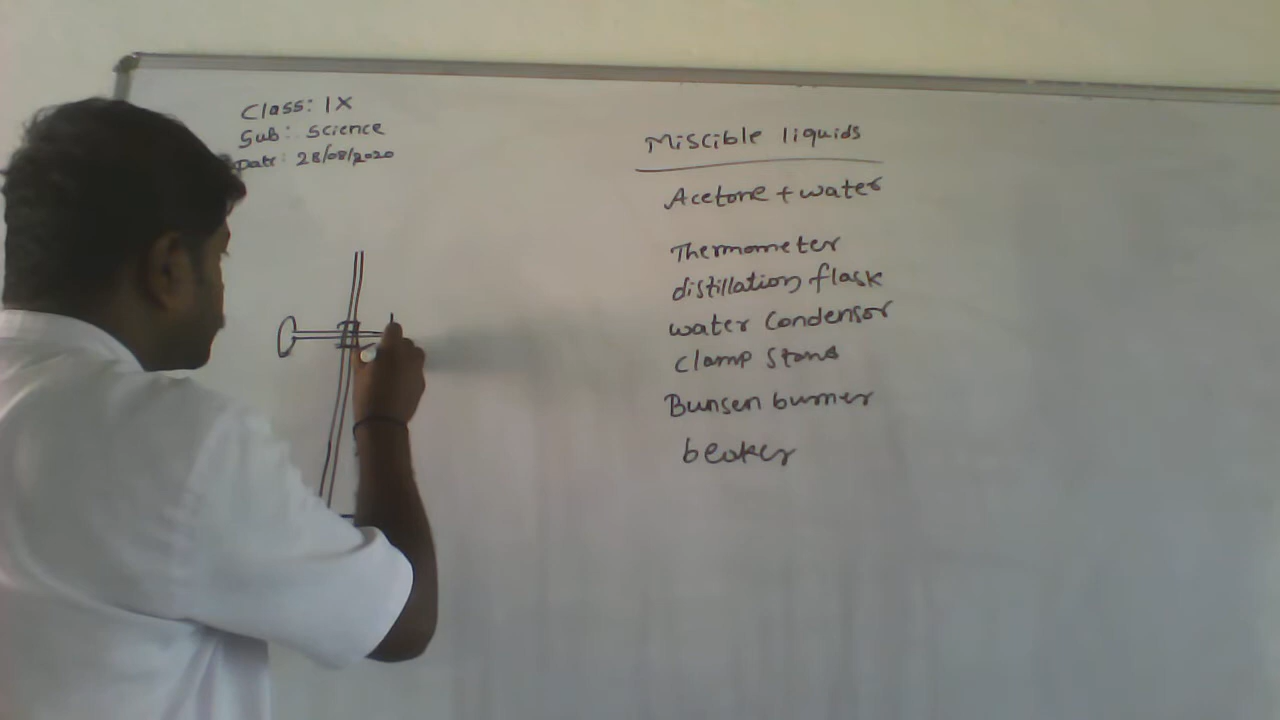 Class: IX
Sub: Science
Date: 28/08/2020
Miscible liquids
Acetone + water
Thermometer
distillation flask
water Condensor
Clamp Stand
Bunsen burner
beaker